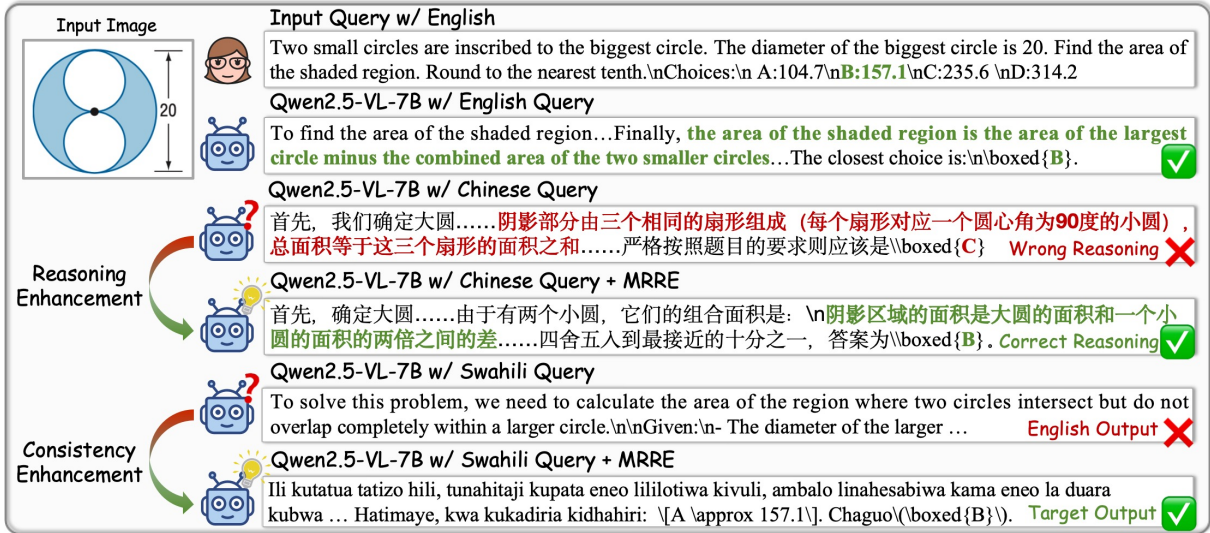 Input Image
20
Input Query w/ English
Two small circles are inscribed to the biggest circle. The diameter of the biggest circle is 20. Find the area of
the shaded region. Round to the nearest tenth.\nChoices:\n A:104.7\nB:157.1\nC:235.6 \nD:314.2
Qwen2.5-VL-7B w/ English Query
To find the area of the shaded region…Finally, the area of the shaded region is the area of the largest
circle minus the combined area of the two smaller circles…The closest choice is:\n\boxed{B}.
Qwen2.5-VL-7B w/ Chinese Query
首先，我们确定大圆……阴影部分由三个相同的扇形组成（每个扇形对应一个圆心角为90度的小圆），
总面积等于这三个扇形的面积之和……严格按照题目的要求则应该是\\boxed{C} Wrong Reasoning
Reasoning
Enhancement
Qwen2.5-VL-7B w/ Chinese Query + MRRE
首先，确定大圆……由于有两个小圆，它们的组合面积是：\n阴影区域的面积是大圆的面积和一个小
圆的面积的两倍之间的差……四舍五入到最接近的十分之一，答案为\\boxed{B}. Correct Reasoning
Qwen2.5-VL-7B w/ Swahili Query
To solve this problem, we need to calculate the area of the region where two circles intersect but do not
overlap completely within a larger circle.\n\nGiven:\n- The diameter of the larger … English Output
Consistency
Enhancement
Qwen2.5-VL-7B w/ Swahili Query + MRRE
Ili kutatua tatizo hili, tunahitaji kupata eneo lililotiwa kivuli, ambalo linahesabiwa kama eneo la duara
kubwa … Hatimaye, kwa kukadiria kidhahiri: \[A \approx 157.1\]. Chaguo\(\boxed{B}\). Target Output